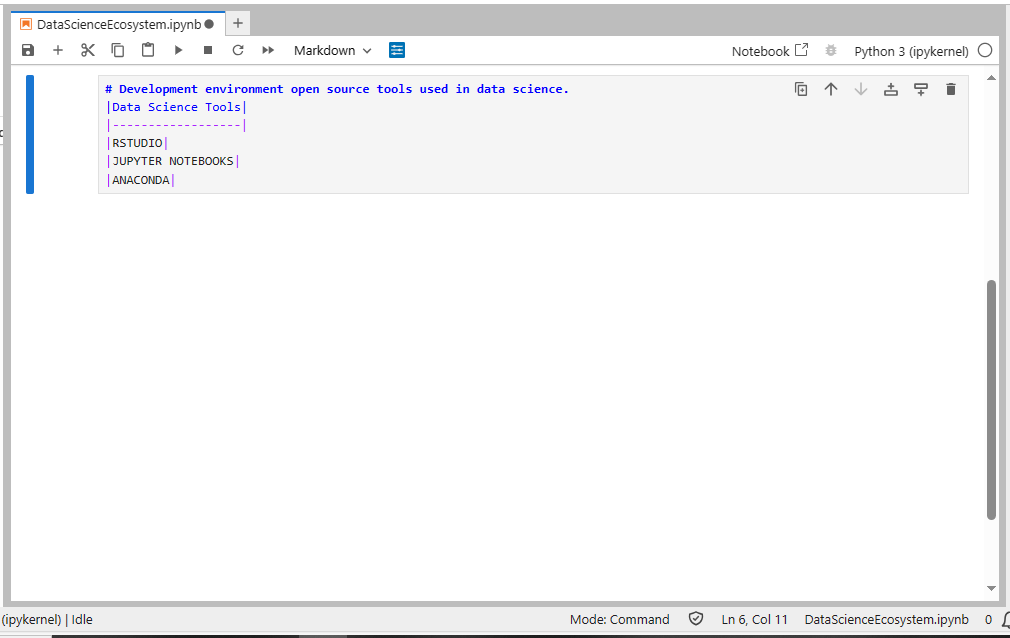 DataScienceEcosystem.ipynb
Markdown
Notebook
Python 3 (ipykernel)
# Development environment open source tools used in data science.
|Data Science Tools|
|------------------|
|RSTUDIO|
|JUPYTER NOTEBOOKS|
|ANACONDA|
(ipykernel) | Idle
Mode: Command
Ln 6, Col 11
DataScienceEcosystem.ipynb
0